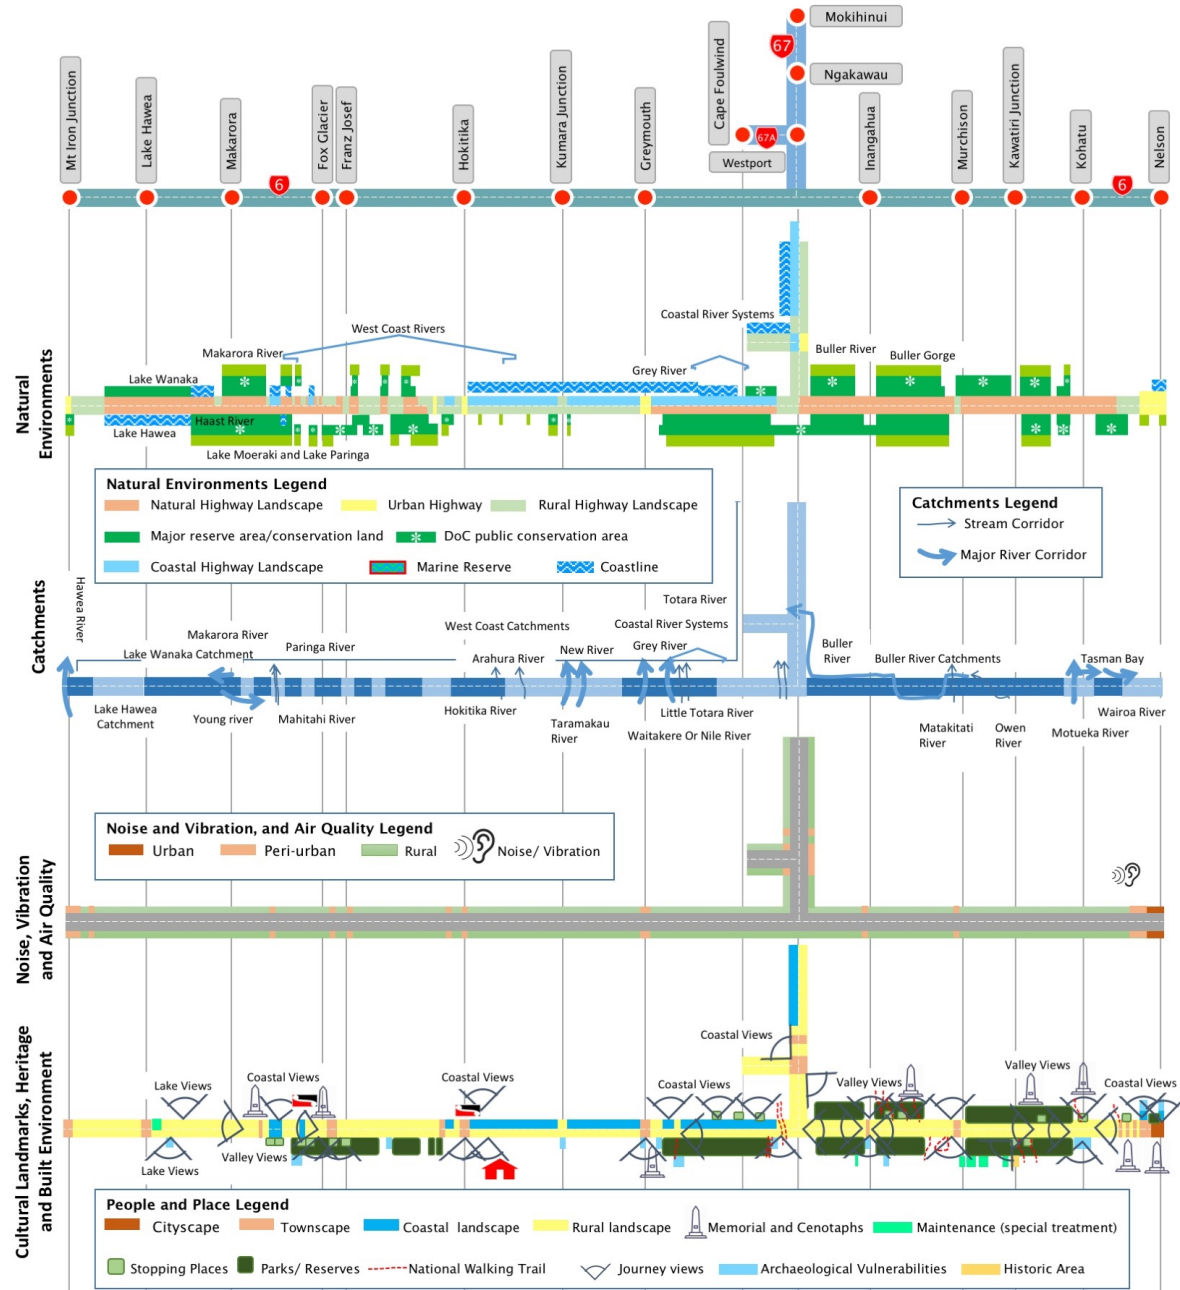 Mokihinui
67
Ngakawau
Cape Foulwind
67A
Westport
Mt Iron Junction
Lake Hawea
Makarora
6
Fox Glacier
Franz Josef
Hokitika
Kumara Junction
Greymouth
Inangahua
Murchison
Kawatiri Junction
Kohatu
6
Nelson
Natural
Environments
Coastal River Systems
West Coast Rivers
Makarora River
Buller River
Buller Gorge
Grey River
Lake Wanaka
Haast River
Lake Hawea
Lake Moeraki and Lake Paringa
Natural Environments Legend
Natural Highway Landscape
Urban Highway
Rural Highway Landscape
Major reserve area/conservation land
DoC public conservation area
Coastal Highway Landscape
Marine Reserve
Coastline
Catchments Legend
Stream Corridor
Major River Corridor
Catchments
Hawea River
Totara River
West Coast Catchments
Coastal River Systems
Makarora River
Paringa River
Lake Wanaka Catchment
Arahura River
New River
Grey River
Buller
River
Buller River Catchments
Tasman Bay
Lake Hawea
Catchment
Young river
Mahitahi River
Hokitika River
Taramakau
River
Little Totara River
Waitakere Or Nile River
Matakitati
River
Owen
River
Motueka River
Wairoa River
Noise, Vibration
and Air Quality
Noise and Vibration, and Air Quality Legend
Urban
Peri-urban
Rural
Noise/ Vibration
Cultural Landmarks, Heritage
and Built Environment
Coastal Views
Lake Views
Coastal Views
Coastal Views
Coastal Views
Valley Views
Valley Views
Coastal Views
Lake Views
Valley Views
People and Place Legend
Cityscape
Townscape
Coastal landscape
Rural landscape
Memorial and Cenotaphs
Maintenance (special treatment)
Stopping Places
Parks/ Reserves
National Walking Trail
Journey views
Archaeological Vulnerabilities
Historic Area